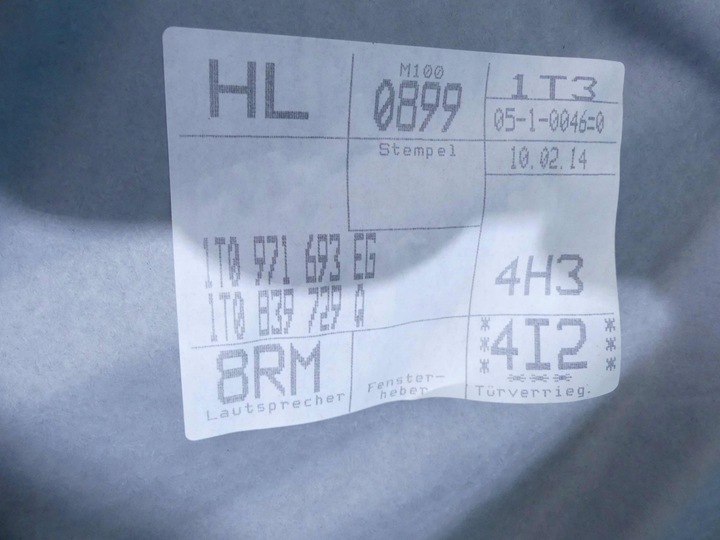 HL
M100
0899
Stempel
1T3
05-1-0046=0
10.02.14
1T0 971 693 EG
1T0 839 729 A
4H3
8RM
Lautsprecher
Fenster-
heber
* 4I2 *
* *
* *
* * *
Türverrieg.